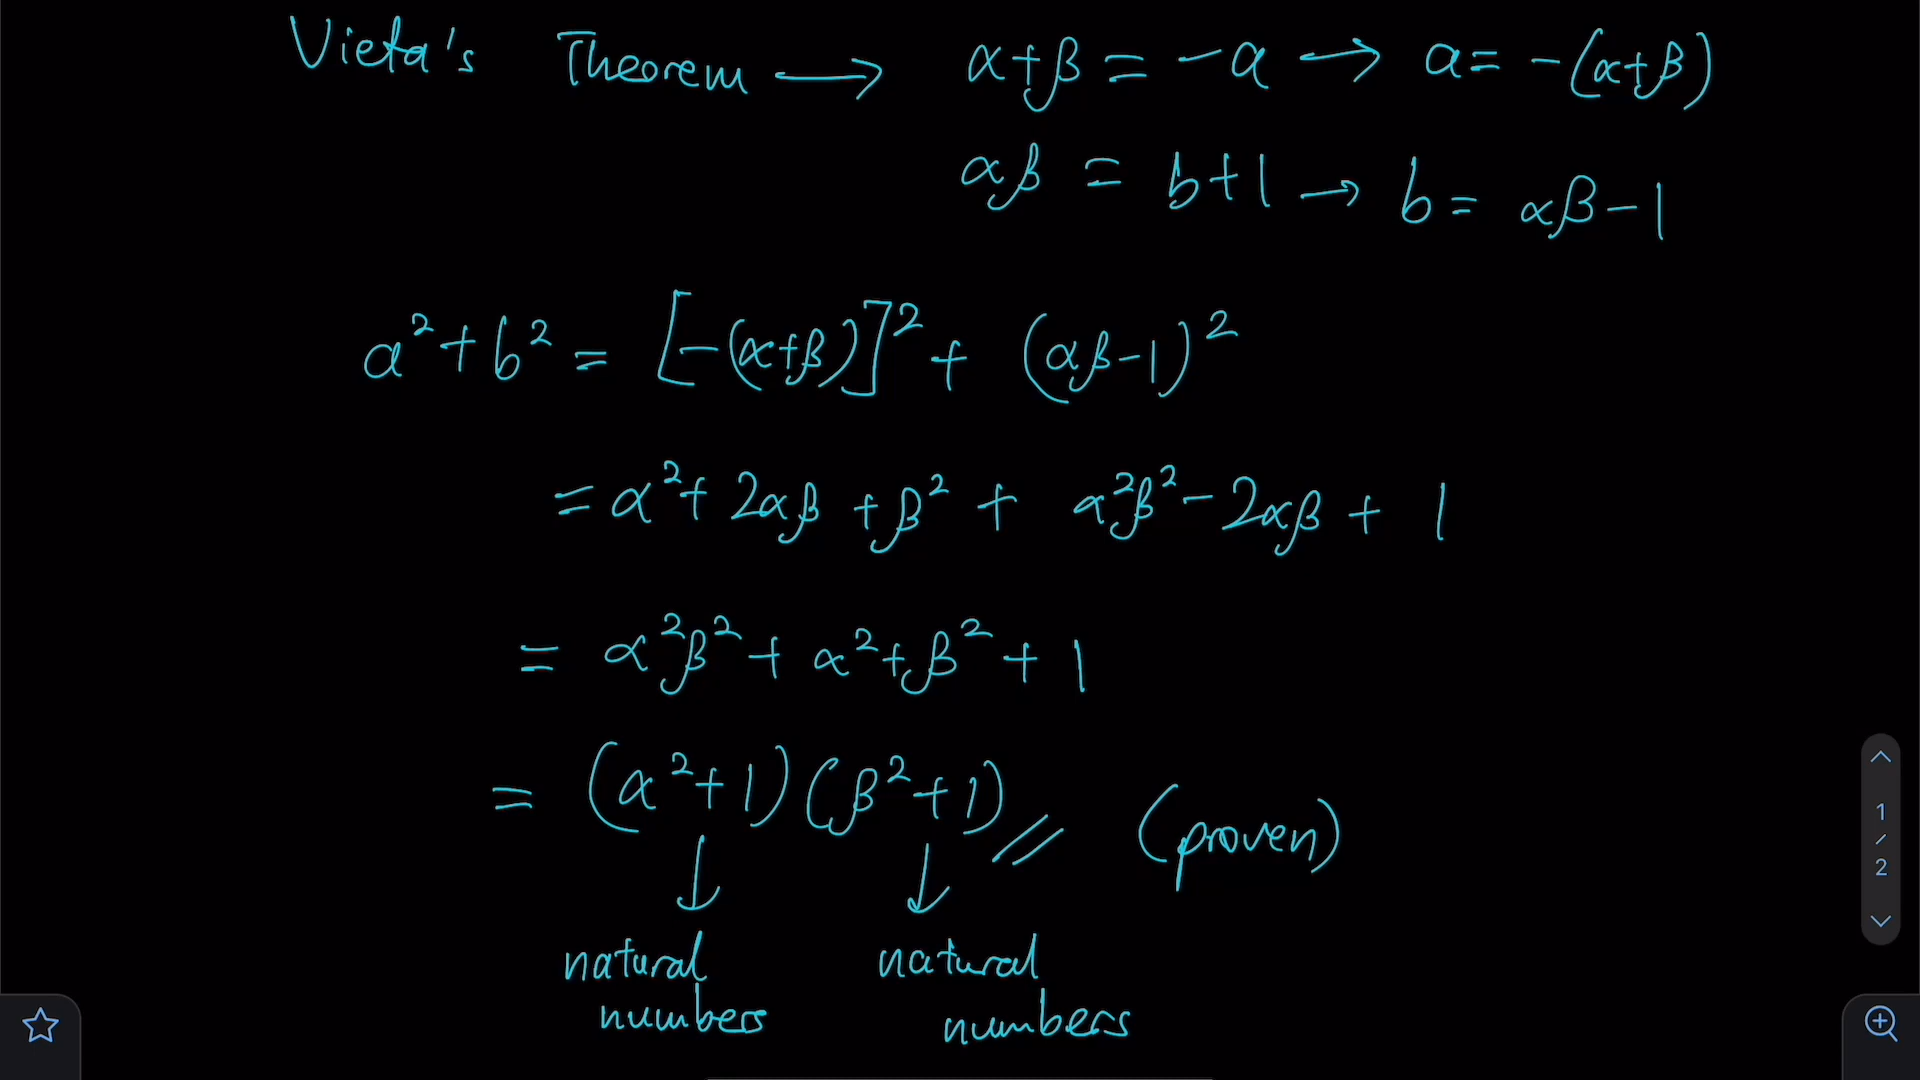 Vieta's Theorem ⟶ α+β = -a → a = -(α+β)
αβ = b+1 → b = αβ-1
a²+b² = [-(α+β)]² + (αβ-1)²
= α² + 2αβ + β² + α²β² - 2αβ + 1
= α²β² + α² + β² + 1
= (α²+1)(β²+1) // (proven)
↓ ↓
natural natural
numbers numbers
1
/
2